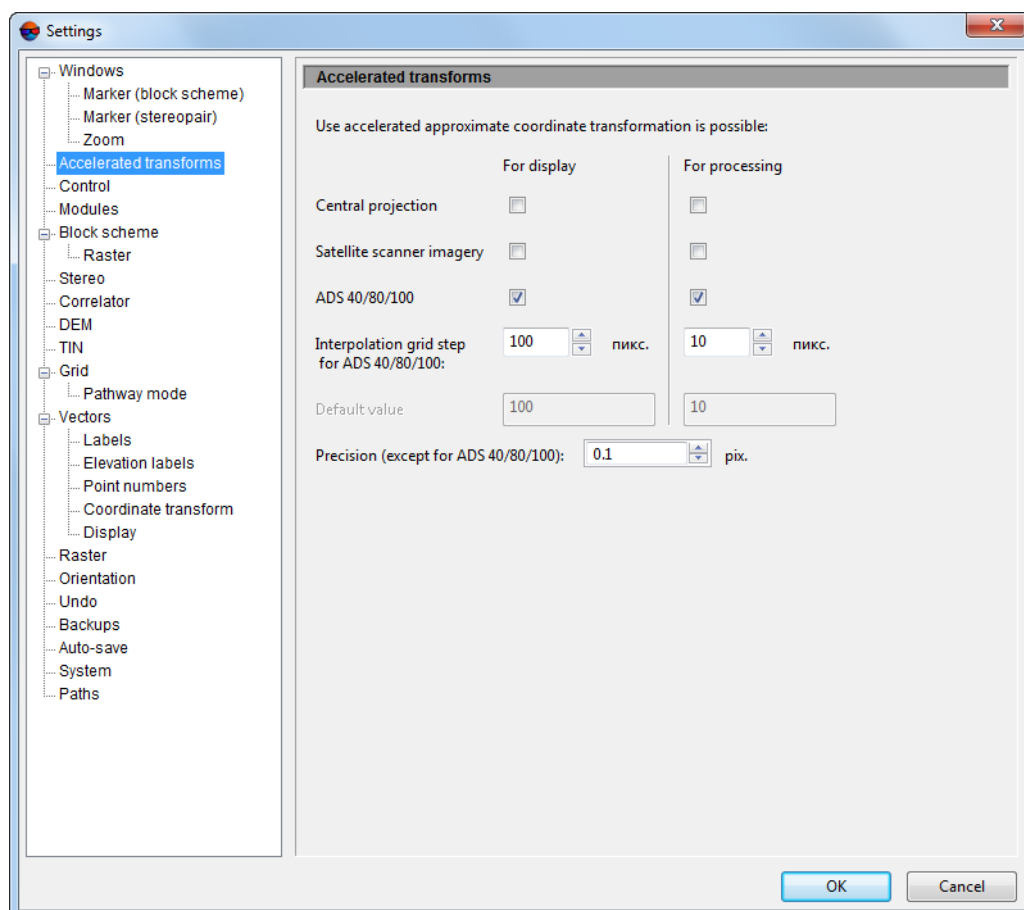 Settings
Windows
Marker (block scheme)
Marker (stereopair)
Zoom
Accelerated transforms
Control
Modules
Block scheme
Raster
Stereo
Correlator
DEM
TIN
Grid
Pathway mode
Vectors
Labels
Elevation labels
Point numbers
Coordinate transform
Display
Raster
Orientation
Undo
Backups
Auto-save
System
Paths
Accelerated transforms
Use accelerated approximate coordinate transformation is possible:
For display For processing
Central projection
Satellite scanner imagery
ADS 40/80/100
Interpolation grid step
for ADS 40/80/100:
100 пикс. 10 пикс.
Default value 100 10
Precision (except for ADS 40/80/100): 0.1 pix.
OK Cancel